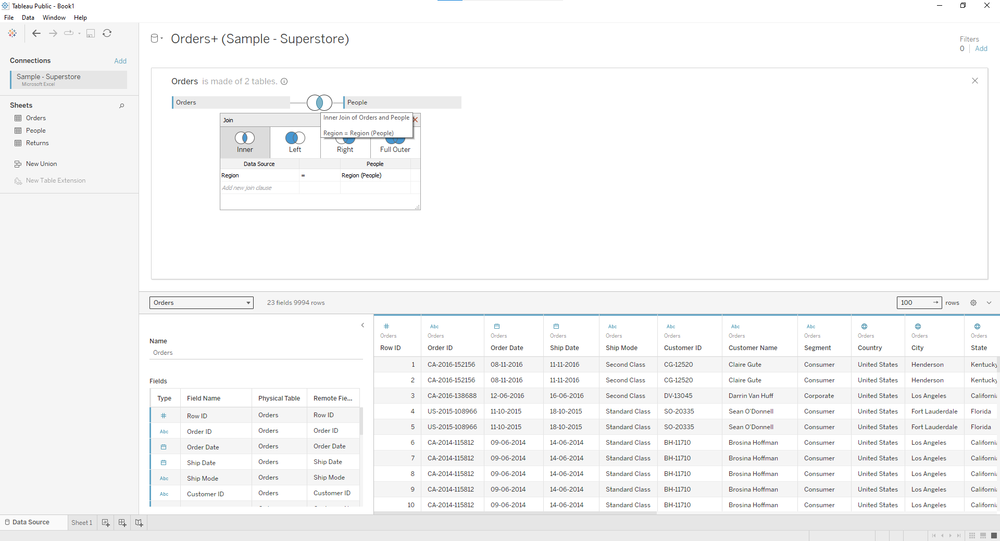 Tableau Public - Book1
File Data Window Help
Connections Add
Sample - Superstore
Microsoft Excel
Sheets
Orders
People
Returns
New Union
New Table Extension
Orders+ (Sample - Superstore)
Filters
0 Add
Orders is made of 2 tables.
Orders People
Join
Inner Join of Orders and People
Region = Region (People)
Inner Left Right Full Outer
Data Source People
Region = Region (People)
Add new join clause
Orders 23 fields 9994 rows 100 rows
Name
Orders
Fields
Type Field Name Physical Table Remote Fie...
# Row ID Orders Row ID
Abc Order ID Orders Order ID
Order Date Orders Order Date
Ship Date Orders Ship Date
Abc Ship Mode Orders Ship Mode
Abc Customer ID Orders Customer ID
# Abc Abc Abc Abc Abc
Orders Orders Orders Orders Orders Orders Orders Orders Orders Orders Orders
Row ID Order ID Order Date Ship Date Ship Mode Customer ID Customer Name Segment Country City State
1 CA-2016-152156 08-11-2016 11-11-2016 Second Class CG-12520 Claire Gute Consumer United States Henderson Kentucky
2 CA-2016-152156 08-11-2016 11-11-2016 Second Class CG-12520 Claire Gute Consumer United States Henderson Kentucky
3 CA-2016-138688 12-06-2016 16-06-2016 Second Class DV-13045 Darrin Van Huff Corporate United States Los Angeles Californi
4 US-2015-108966 11-10-2015 18-10-2015 Standard Class SO-20335 Sean O'Donnell Consumer United States Fort Lauderdale Florida
5 US-2015-108966 11-10-2015 18-10-2015 Standard Class SO-20335 Sean O'Donnell Consumer United States Fort Lauderdale Florida
6 CA-2014-115812 09-06-2014 14-06-2014 Standard Class BH-11710 Brosina Hoffman Consumer United States Los Angeles Californi
7 CA-2014-115812 09-06-2014 14-06-2014 Standard Class BH-11710 Brosina Hoffman Consumer United States Los Angeles Californi
8 CA-2014-115812 09-06-2014 14-06-2014 Standard Class BH-11710 Brosina Hoffman Consumer United States Los Angeles Californi
9 CA-2014-115812 09-06-2014 14-06-2014 Standard Class BH-11710 Brosina Hoffman Consumer United States Los Angeles Californi
10 CA-2014-115812 09-06-2014 14-06-2014 Standard Class BH-11710 Brosina Hoffman Consumer United States Los Angeles Californi
Data Source Sheet 1